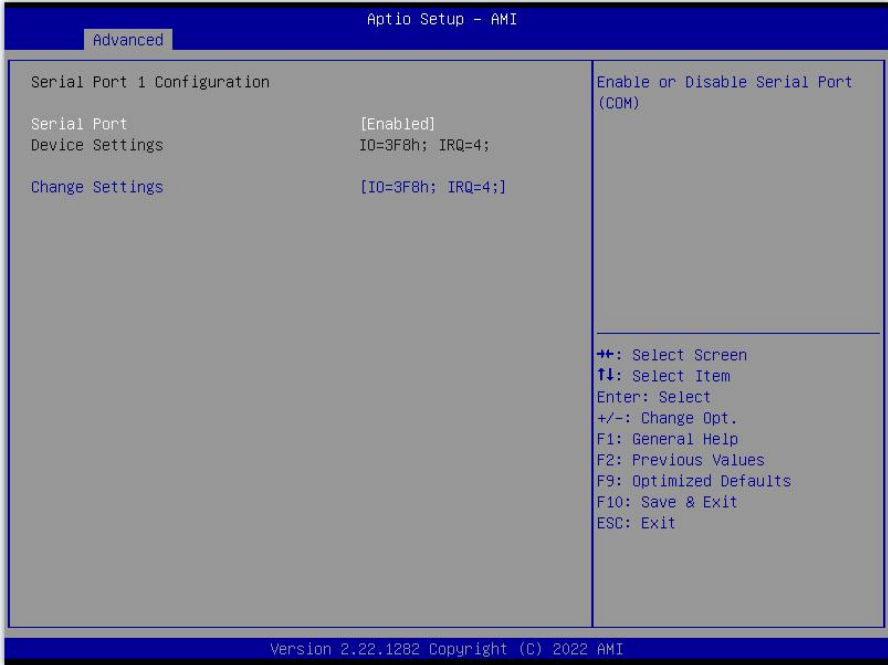 Aptio Setup – AMI
Advanced
Serial Port 1 Configuration
Serial Port [Enabled]
Device Settings IO=3F8h; IRQ=4;
Change Settings [IO=3F8h; IRQ=4;]
Enable or Disable Serial Port
(COM)
→←: Select Screen
↑↓: Select Item
Enter: Select
+/-: Change Opt.
F1: General Help
F2: Previous Values
F9: Optimized Defaults
F10: Save & Exit
ESC: Exit
Version 2.22.1282 Copyright (C) 2022 AMI